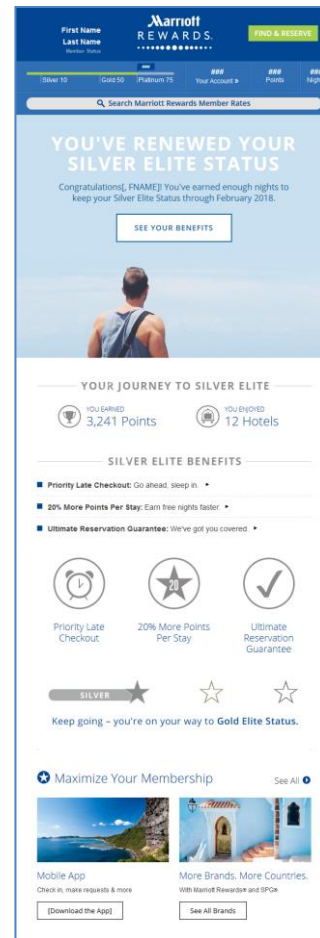 First Name
Last Name
Member Status
Marriott
REWARDS.
FIND & RESERVE
###
Silver 10
Gold 50
Platinum 75
###
Your Account »
###
Points
###
Search Marriott Rewards Member Rates
YOU'VE RENEWED YOUR
SILVER ELITE STATUS
Congratulations[, FNAME]! You've earned enough nights to
keep your Silver Elite Status through February 2018.
SEE YOUR BENEFITS
YOUR JOURNEY TO SILVER ELITE
YOU EARNED
3,241 Points
YOU ENJOYED
12 Hotels
SILVER ELITE BENEFITS
Priority Late Checkout: Go ahead, sleep in.
20% More Points Per Stay: Earn free nights faster.
Ultimate Reservation Guarantee: We've got you covered.
20
Priority Late
Checkout
20% More Points
Per Stay
Ultimate
Reservation
Guarantee
SILVER
Keep going – you're on your way to Gold Elite Status.
Maximize Your Membership
See All
Mobile App
Check in, make requests & more
[Download the App]
More Brands. More Countries.
With Marriott Rewards® and SPG®
See All Brands